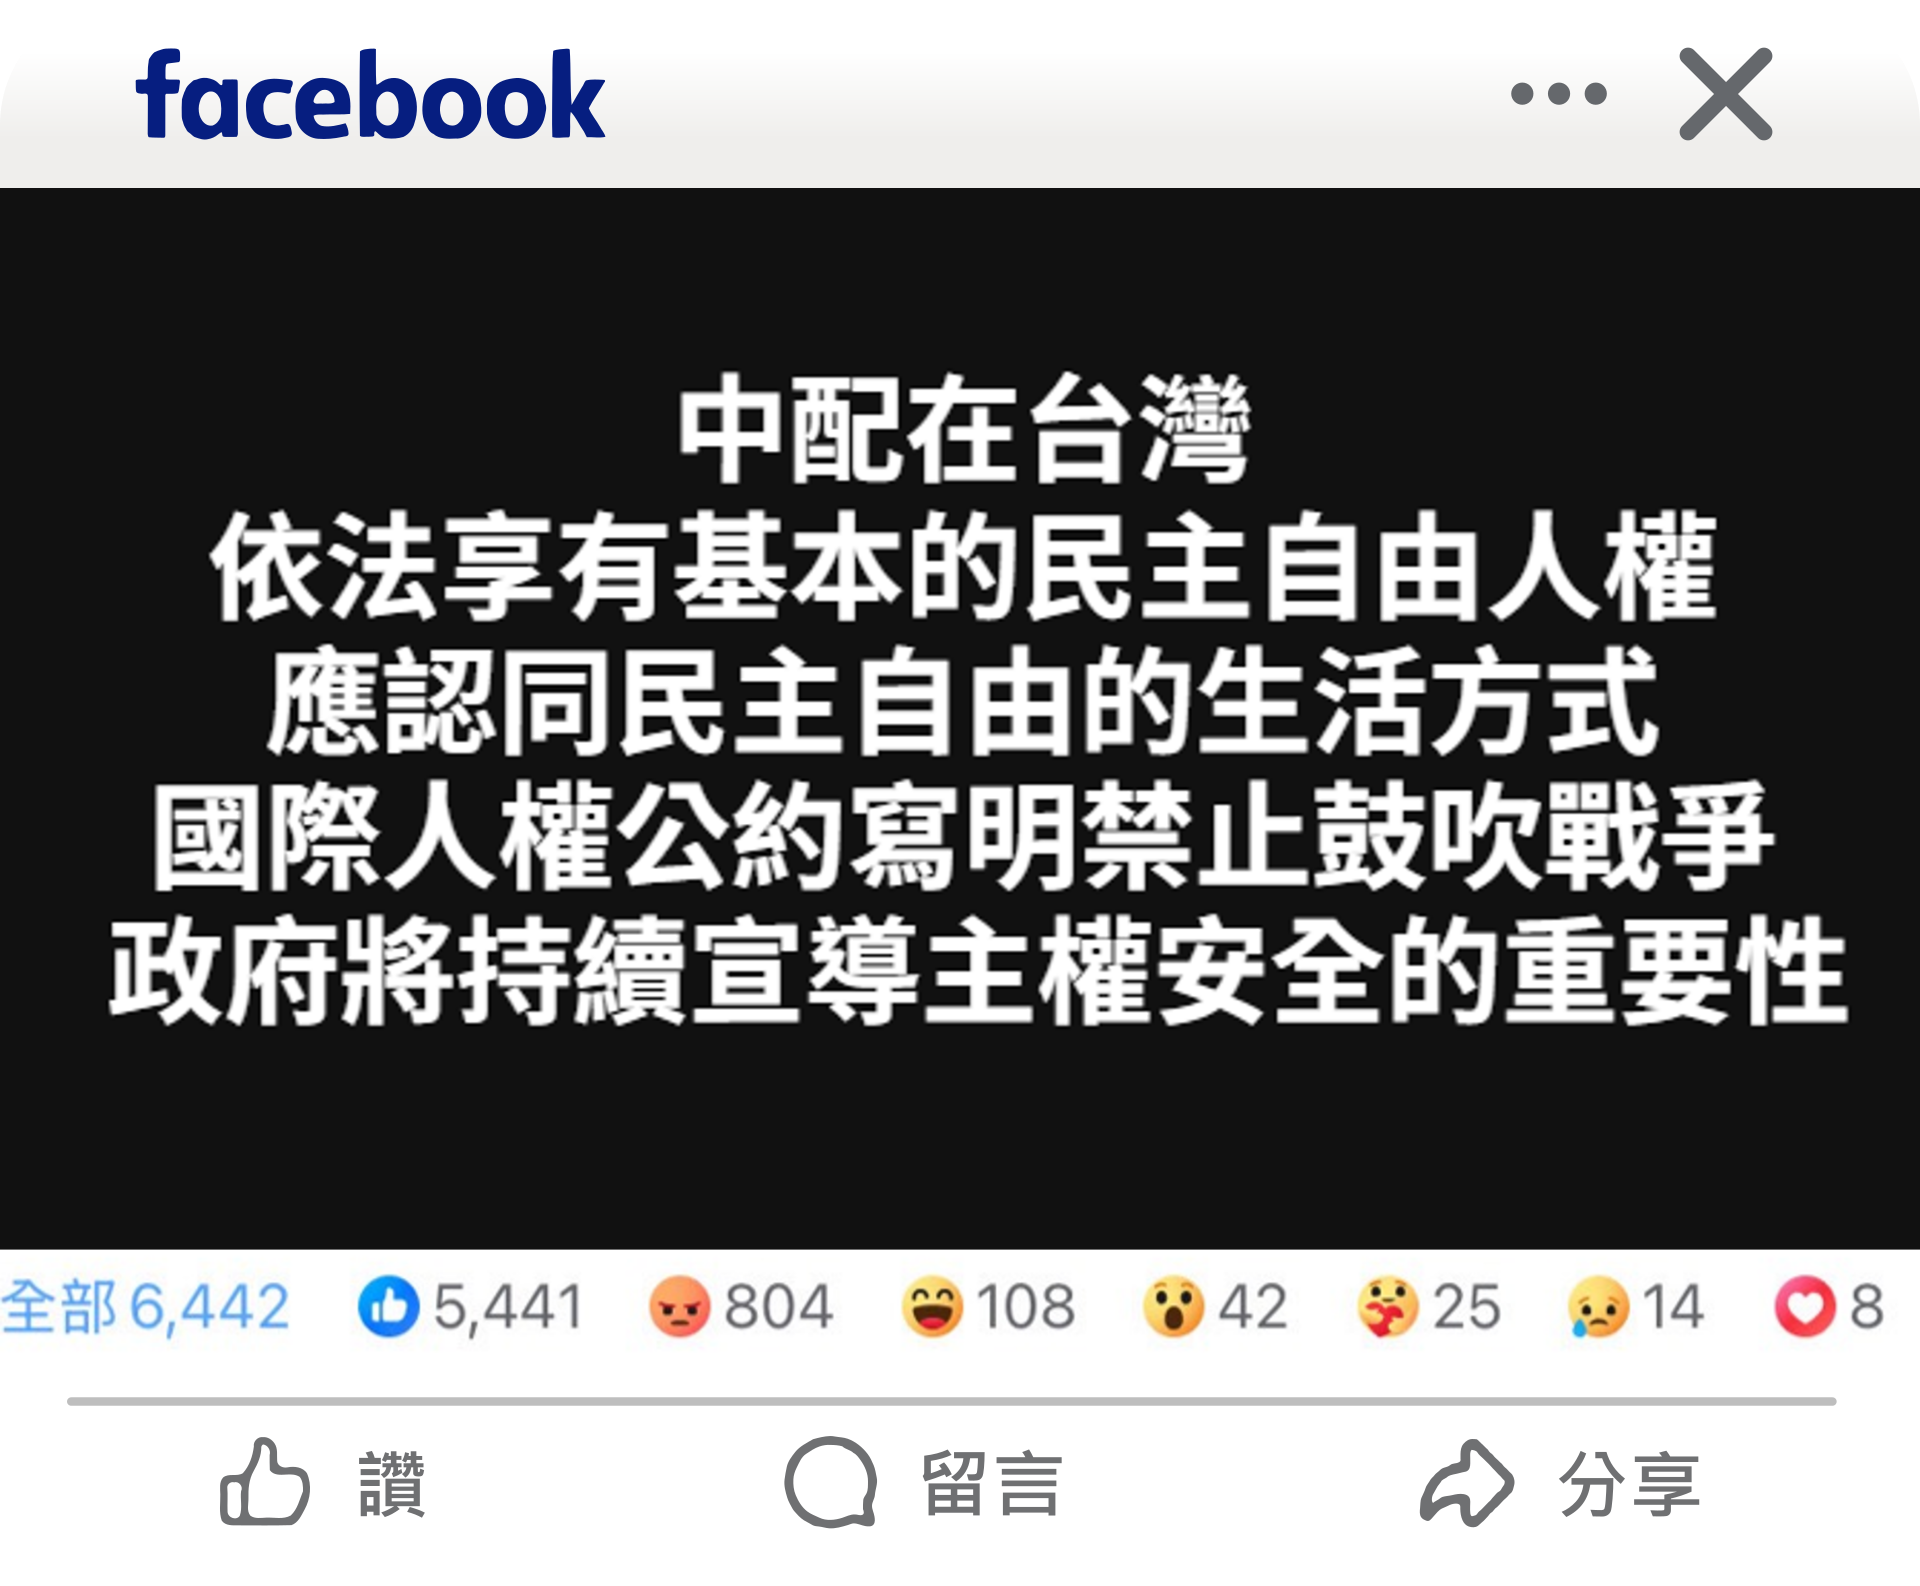 facebook
中配在台灣
依法享有基本的民主自由人權
應認同民主自由的生活方式
國際人權公約寫明禁止鼓吹戰爭
政府將持續宣導主權安全的重要性
全部 6,442 5,441 804 108 42 25 14 8
讚 留言 分享